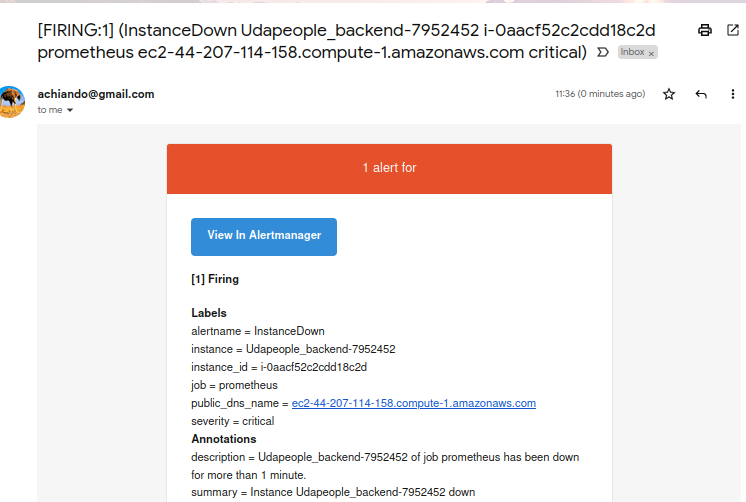 [FIRING:1] (InstanceDown Udapeople_backend-7952452 i-0aacf52c2cdd18c2d
prometheus ec2-44-207-114-158.compute-1.amazonaws.com critical)
Inbox x
achiando@gmail.com
11:36 (0 minutes ago)
to me
1 alert for
View In Alertmanager
[1] Firing
Labels
alertname = InstanceDown
instance = Udapeople_backend-7952452
instance_id = i-0aacf52c2cdd18c2d
job = prometheus
public_dns_name = ec2-44-207-114-158.compute-1.amazonaws.com
severity = critical
Annotations
description = Udapeople_backend-7952452 of job prometheus has been down
for more than 1 minute.
summary = Instance Udapeople_backend-7952452 down